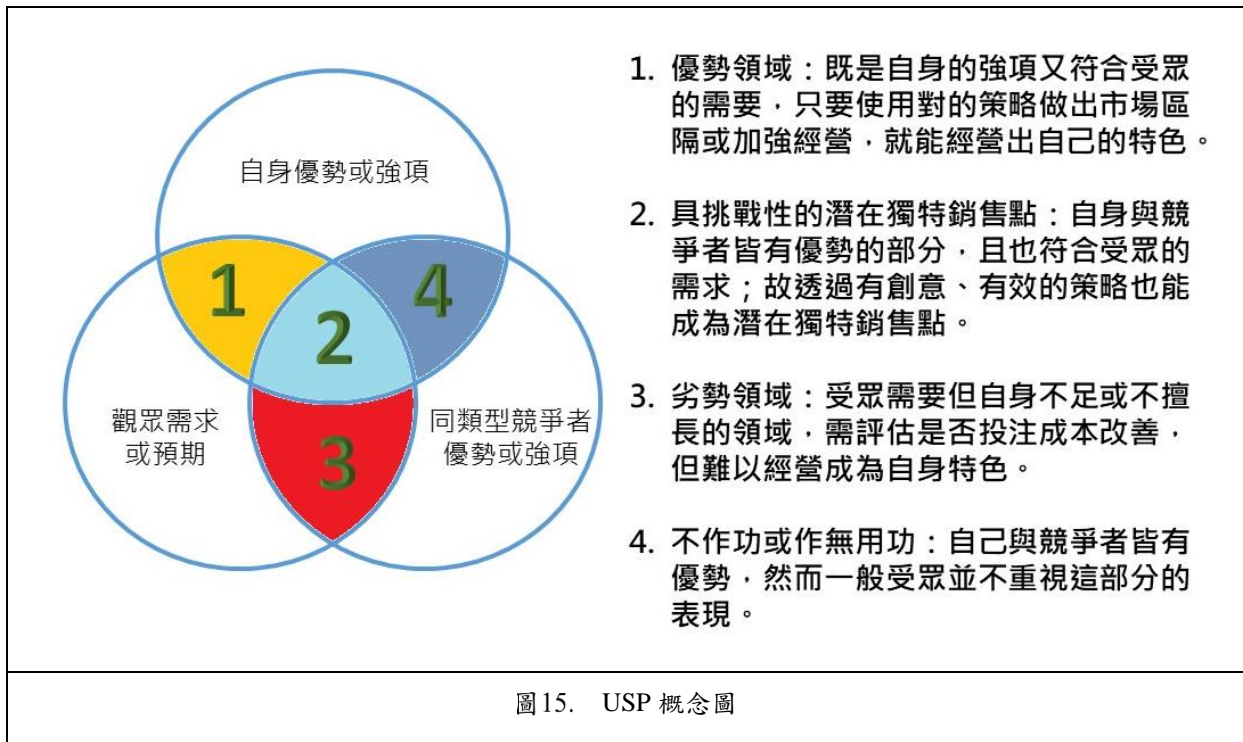 自身優勢或強項
1
4
2
觀眾需求
或預期
同類型競爭者
優勢或強項
3
1. 優勢領域：既是自身的強項又符合受眾
的需要，只要使用對的策略做出市場區
隔或加強經營，就能經營出自己的特色。
2. 具挑戰性的潛在獨特銷售點：自身與競
爭者皆有優勢的部分，且也符合受眾的
需求；故透過有創意、有效的策略也能
成為潛在獨特銷售點。
3. 劣勢領域：受眾需要但自身不足或不擅
長的領域，需評估是否投注成本改善，
但難以經營成為自身特色。
4. 不作功或作無用功：自己與競爭者皆有
優勢，然而一般受眾並不重視這部分的
表現。
圖15. USP 概念圖